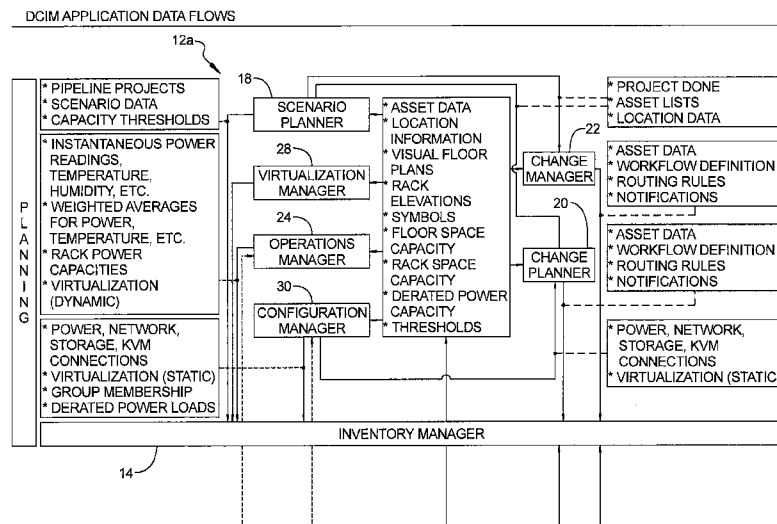 DCIM APPLICATION DATA FLOWS
12a
PLANNING
* PIPELINE PROJECTS
* SCENARIO DATA
* CAPACITY THRESHOLDS
* INSTANTANEOUS POWER
READINGS,
TEMPERATURE,
HUMIDITY, ETC.
* WEIGHTED AVERAGES
FOR POWER,
TEMPERATURE, ETC.
* RACK POWER
CAPACITIES
* VIRTUALIZATION
(DYNAMIC)
* POWER, NETWORK,
STORAGE, KVM
CONNECTIONS
* VIRTUALIZATION (STATIC)
* GROUP MEMBERSHIP
* DERATED POWER LOADS
18
SCENARIO
PLANNER
28
VIRTUALIZATION
MANAGER
24
OPERATIONS
MANAGER
30
CONFIGURATION
MANAGER
* ASSET DATA
* LOCATION
INFORMATION
* VISUAL FLOOR
PLANS
* RACK
ELEVATIONS
* SYMBOLS
* FLOOR SPACE
CAPACITY
* RACK SPACE
CAPACITY
* DERATED POWER
CAPACITY
* THRESHOLDS
CHANGE
MANAGER
22
20
CHANGE
PLANNER
* PROJECT DONE
* ASSET LISTS
* LOCATION DATA
* ASSET DATA
* WORKFLOW DEFINITION
* ROUTING RULES
* NOTIFICATIONS
* ASSET DATA
* WORKFLOW DEFINITION
* ROUTING RULES
* NOTIFICATIONS
* POWER, NETWORK,
STORAGE, KVM
CONNECTIONS
* VIRTUALIZATION (STATIC
INVENTORY MANAGER
14